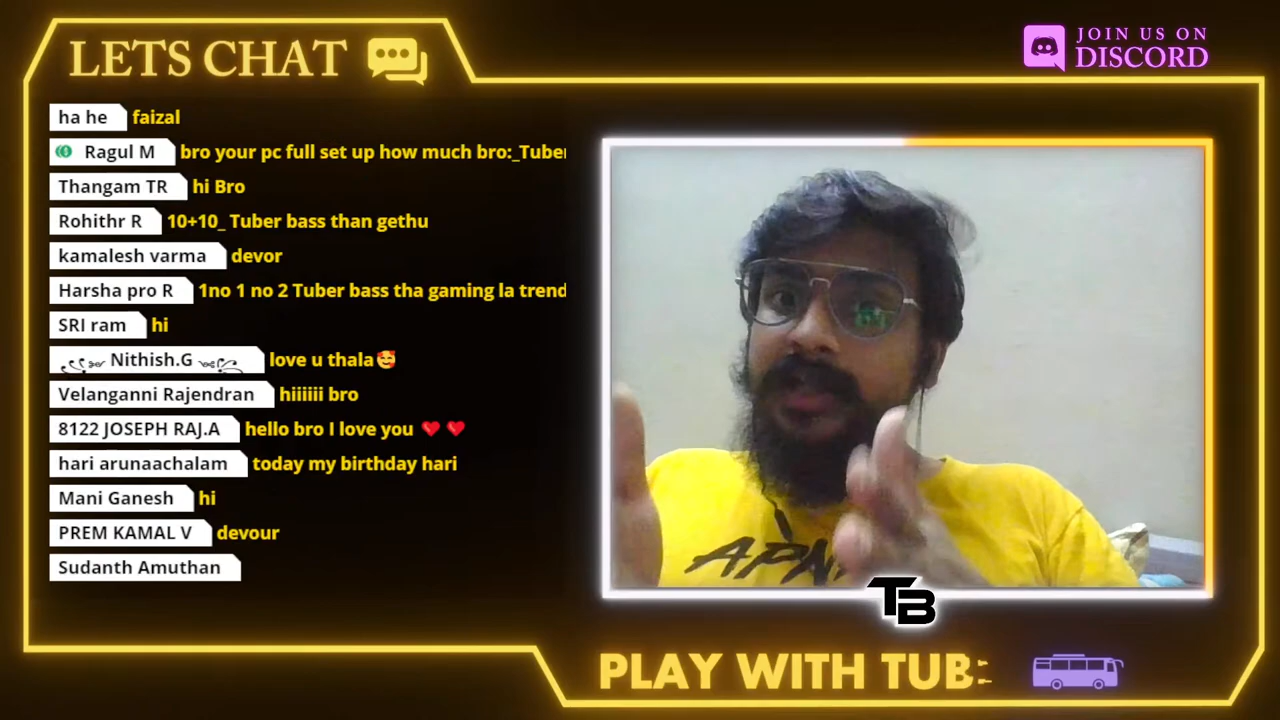 LETS CHAT
JOIN US ON
DISCORD
ha he faizal
Ragul M bro your pc full set up how much bro:_Tuber
Thangam TR hi Bro
Rohithr R 10+10_ Tuber bass than gethu
kamalesh varma devor
Harsha pro R 1no 1 no 2 Tuber bass tha gaming la trend
SRI ram hi
Nithish.G love u thala🥰
Velanganni Rajendran hiiiiii bro
8122 JOSEPH RAJ.A hello bro I love you ❤️ ❤️
hari arunaachalam today my birthday hari
Mani Ganesh hi
PREM KAMAL V devour
Sudanth Amuthan
TB
PLAY WITH TUB